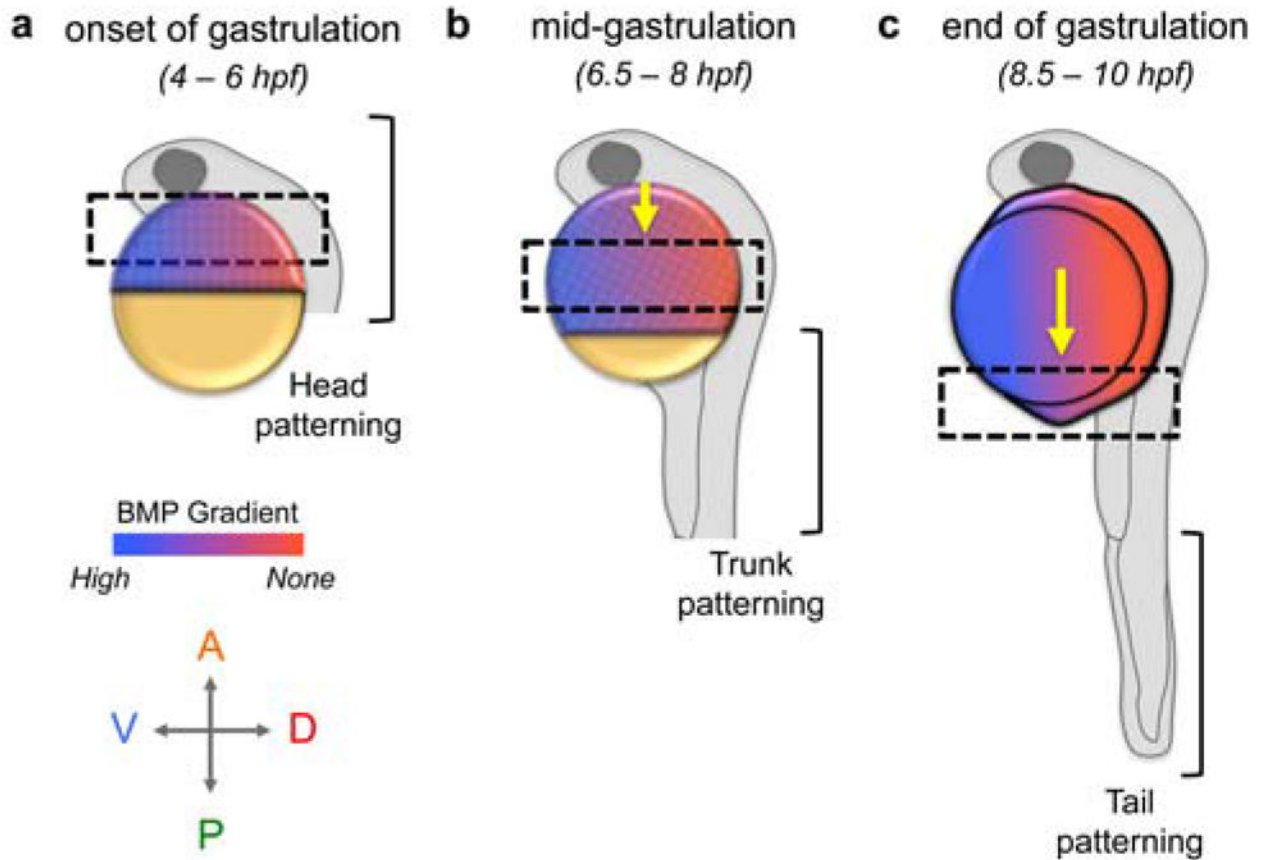 a onset of gastrulation
(4 – 6 hpf)
Head
patterning
BMP Gradient
High None
A
V D
P
b mid-gastrulation
(6.5 – 8 hpf)
Trunk
patterning
c end of gastrulation
(8.5 – 10 hpf)
Tail
patterning